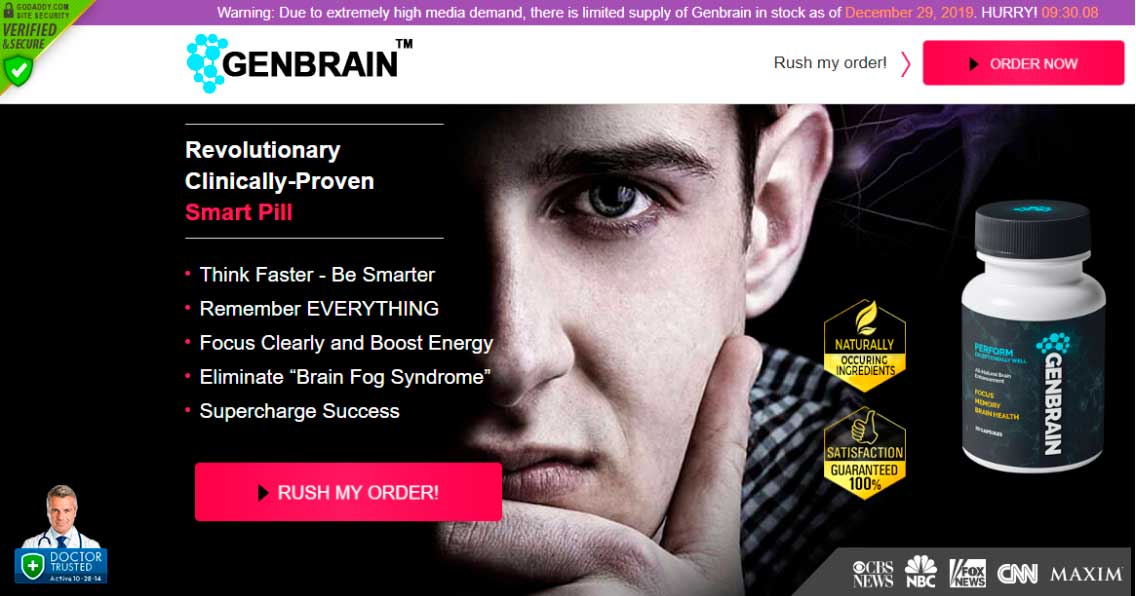 GODADDY.COM
SITE SECURITY
VERIFIED
& SECURE
Warning: Due to extremely high media demand, there is limited supply of Genbrain in stock as of December 29, 2019. HURRY! 09:30.08
GENBRAIN™
Rush my order!
ORDER NOW
Revolutionary
Clinically-Proven
Smart Pill
• Think Faster - Be Smarter
• Remember EVERYTHING
• Focus Clearly and Boost Energy
• Eliminate “Brain Fog Syndrome”
• Supercharge Success
RUSH MY ORDER!
NATURALLY
OCCURING
INGREDIENTS
SATISFACTION
GUARANTEED
100%
PERFORM
EXCEPTIONALLY WELL
All-Natural Brain
Enhancement
FOCUS
MEMORY
BRAIN HEALTH
30 CAPSULES
GENBRAIN
DOCTOR
TRUSTED
Active 10-28-14
CBS
NEWS
NBC
FOX
NEWS
CNN
MAXIM